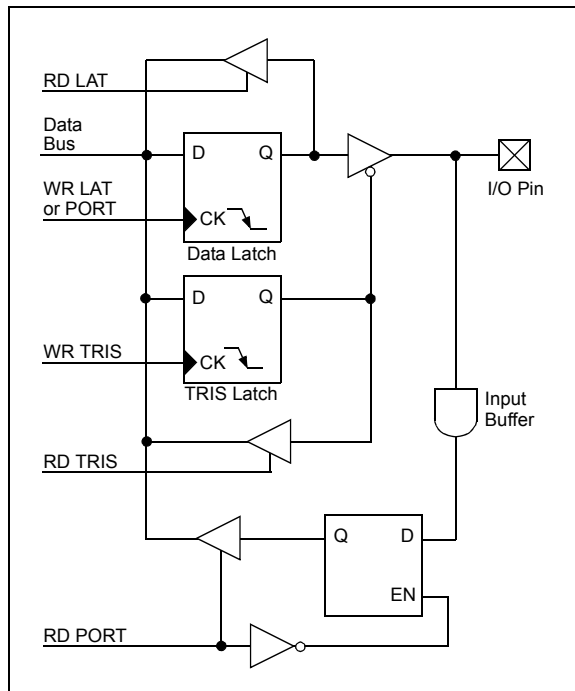 RD LAT
Data
Bus
D
Q
I/O Pin
WR LAT
or PORT
CK
Data Latch
D
Q
WR TRIS
CK
TRIS Latch
Input
Buffer
RD TRIS
Q
D
EN
RD PORT